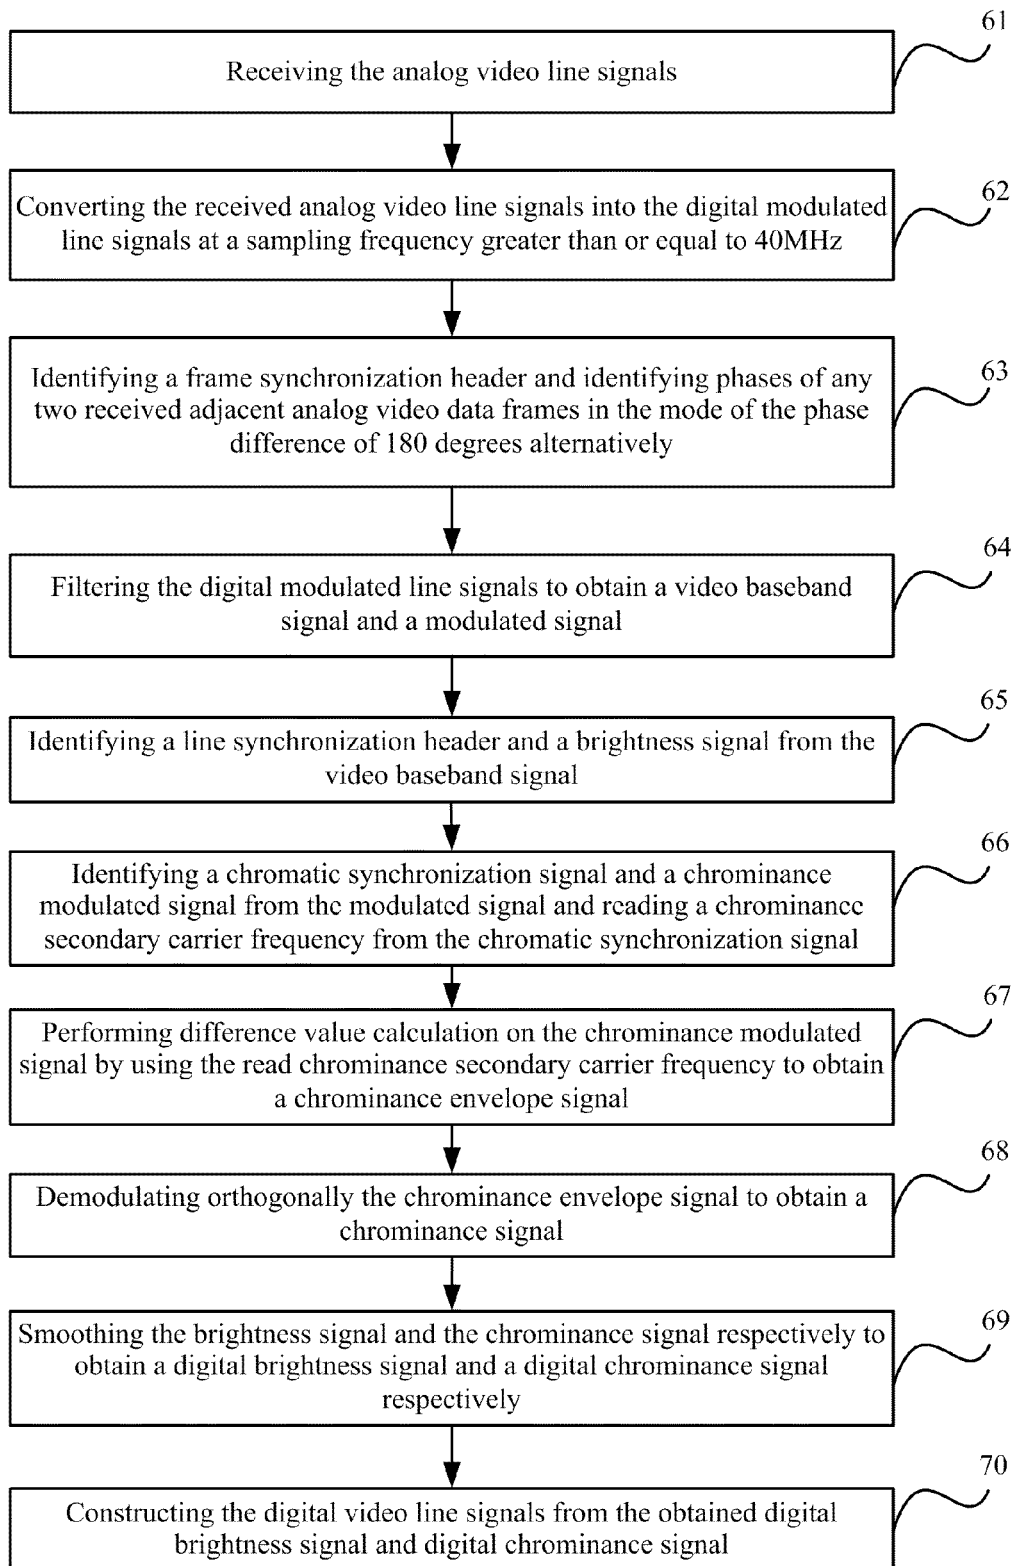 61
Receiving the analog video line signals
62
Converting the received analog video line signals into the digital modulated
line signals at a sampling frequency greater than or equal to 40MHz
63
Identifying a frame synchronization header and identifying phases of any
two received adjacent analog video data frames in the mode of the phase
difference of 180 degrees alternatively
64
Filtering the digital modulated line signals to obtain a video baseband
signal and a modulated signal
65
Identifying a line synchronization header and a brightness signal from the
video baseband signal
66
Identifying a chromatic synchronization signal and a chrominance
modulated signal from the modulated signal and reading a chrominance
secondary carrier frequency from the chromatic synchronization signal
67
Performing difference value calculation on the chrominance modulated
signal by using the read chrominance secondary carrier frequency to obtain
a chrominance envelope signal
68
Demodulating orthogonally the chrominance envelope signal to obtain a
chrominance signal
69
Smoothing the brightness signal and the chrominance signal respectively to
obtain a digital brightness signal and a digital chrominance signal
respectively
70
Constructing the digital video line signals from the obtained digital
brightness signal and digital chrominance signal